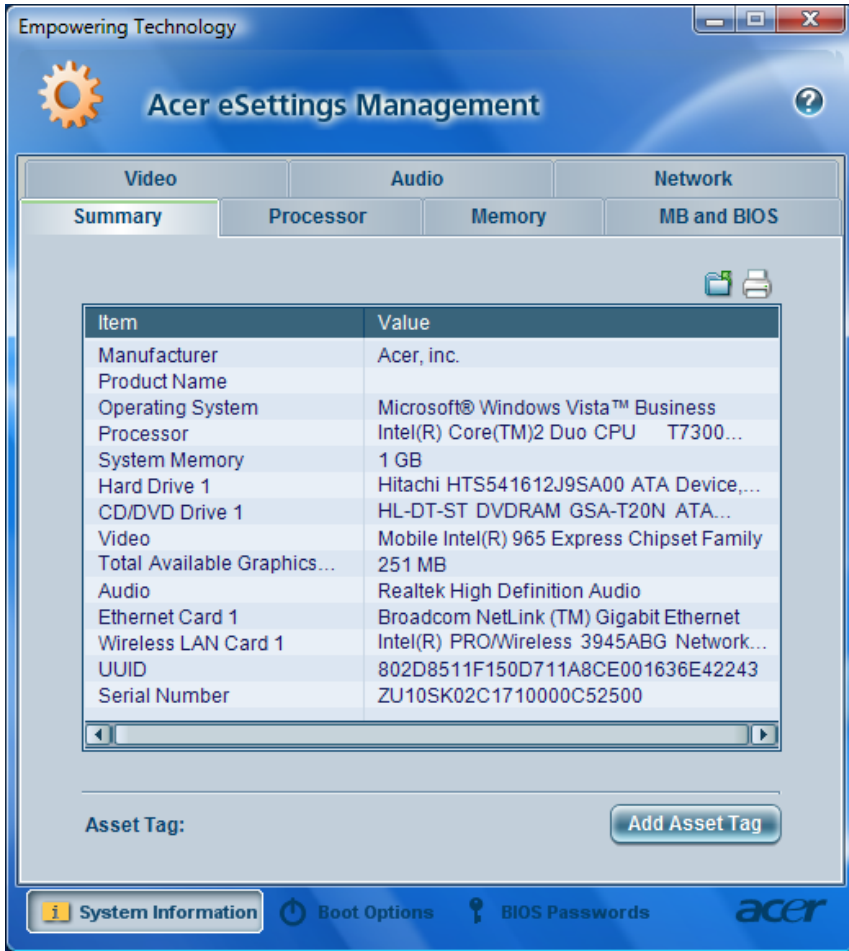 Empowering Technology
Acer eSettings Management
Video Audio Network
Summary Processor Memory MB and BIOS
Item Value
Manufacturer Acer, inc.
Product Name
Operating System Microsoft® Windows Vista™ Business
Processor Intel(R) Core(TM)2 Duo CPU T7300...
System Memory 1 GB
Hard Drive 1 Hitachi HTS541612J9SA00 ATA Device,...
CD/DVD Drive 1 HL-DT-ST DVDRAM GSA-T20N ATA...
Video Mobile Intel(R) 965 Express Chipset Family
Total Available Graphics... 251 MB
Audio Realtek High Definition Audio
Ethernet Card 1 Broadcom NetLink (TM) Gigabit Ethernet
Wireless LAN Card 1 Intel(R) PRO/Wireless 3945ABG Network...
UUID 802D8511F150D711A8CE001636E42243
Serial Number ZU10SK02C1710000C52500
Asset Tag: Add Asset Tag
System Information Boot Options BIOS Passwords acer